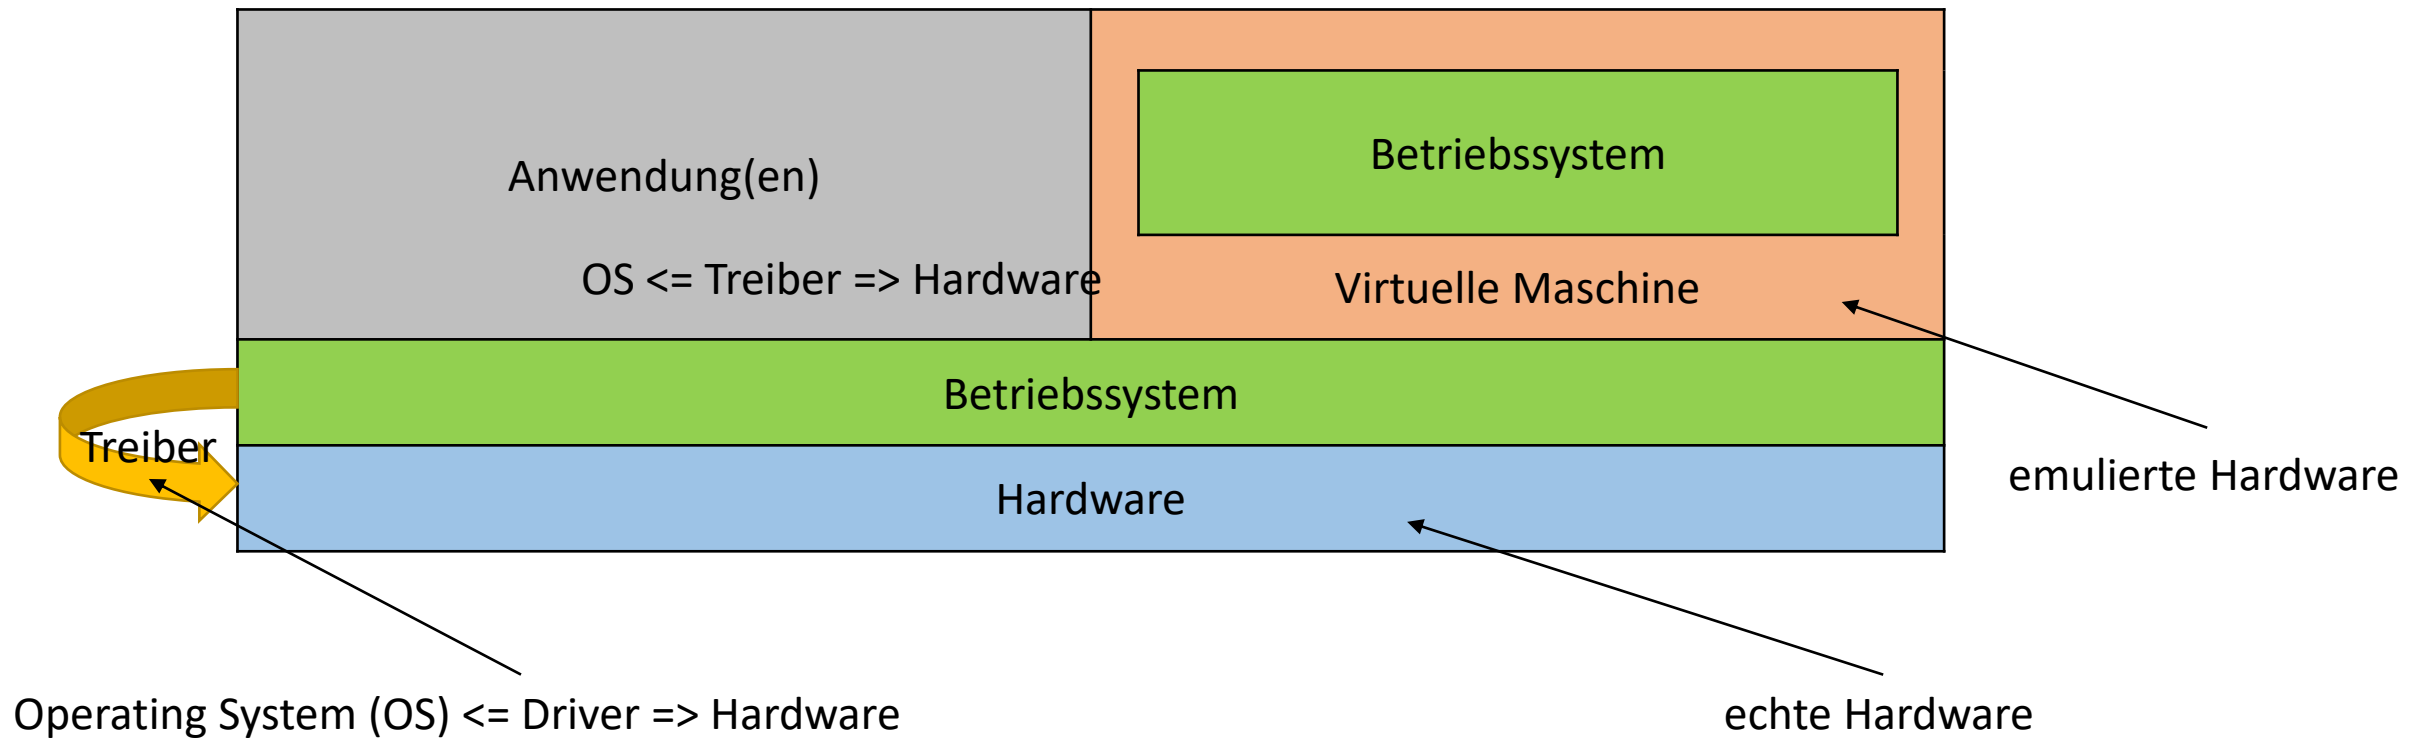 Betriebssystem
Anwendung(en)
OS <= Treiber => Hardware
Virtuelle Maschine
Betriebssystem
Treiber
emulierte Hardware
Hardware
Operating System (OS) <= Driver => Hardware
echte Hardware